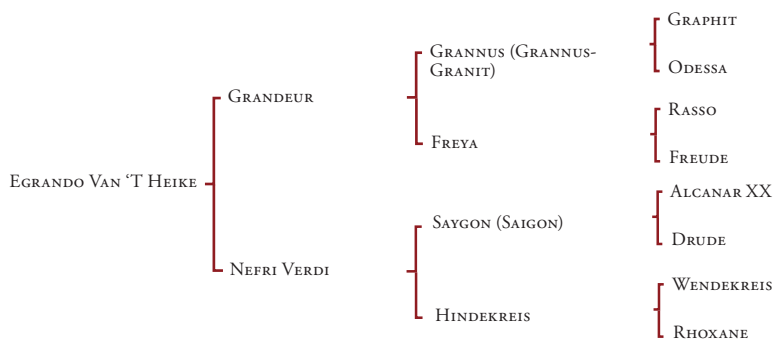 Graphit
Grannus (Grannus-
Granit)
Odessa
Grandeur
Rasso
Freya
Freude
Egrando Van ‘T Heike
Alcanar XX
Saygon (Saigon)
Drude
Nefri Verdi
Wendekreis
Hindekreis
Rhoxane